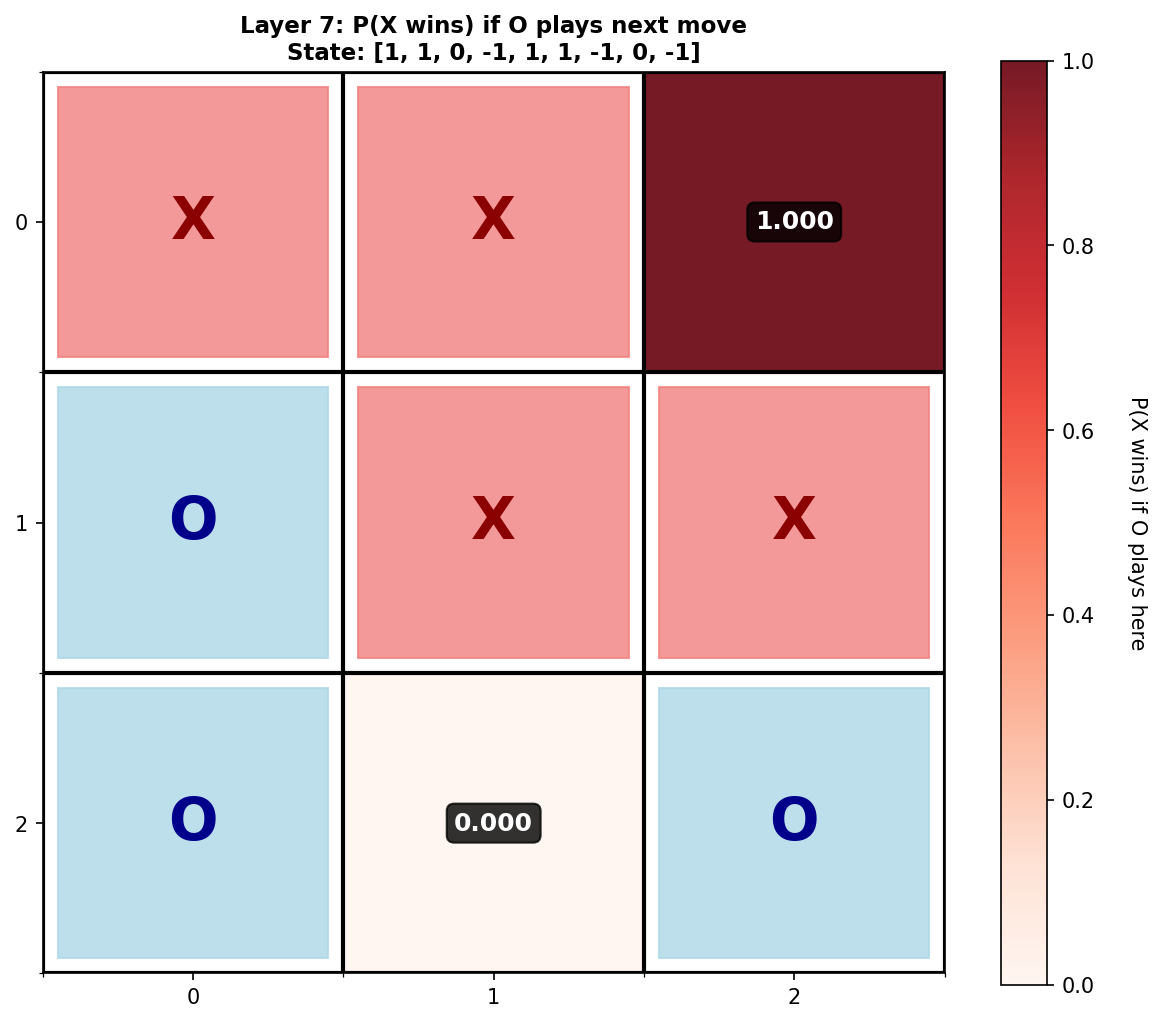 Layer 7: P(X wins) if O plays next move
State: [1, 1, 0, -1, 1, 1, -1, 0, -1]
0
X
X
1.000
1
O
X
X
2
O
0.000
O
0
1
2
1.0
0.8
0.6
0.4
0.2
0.0
P(X wins) if O plays here